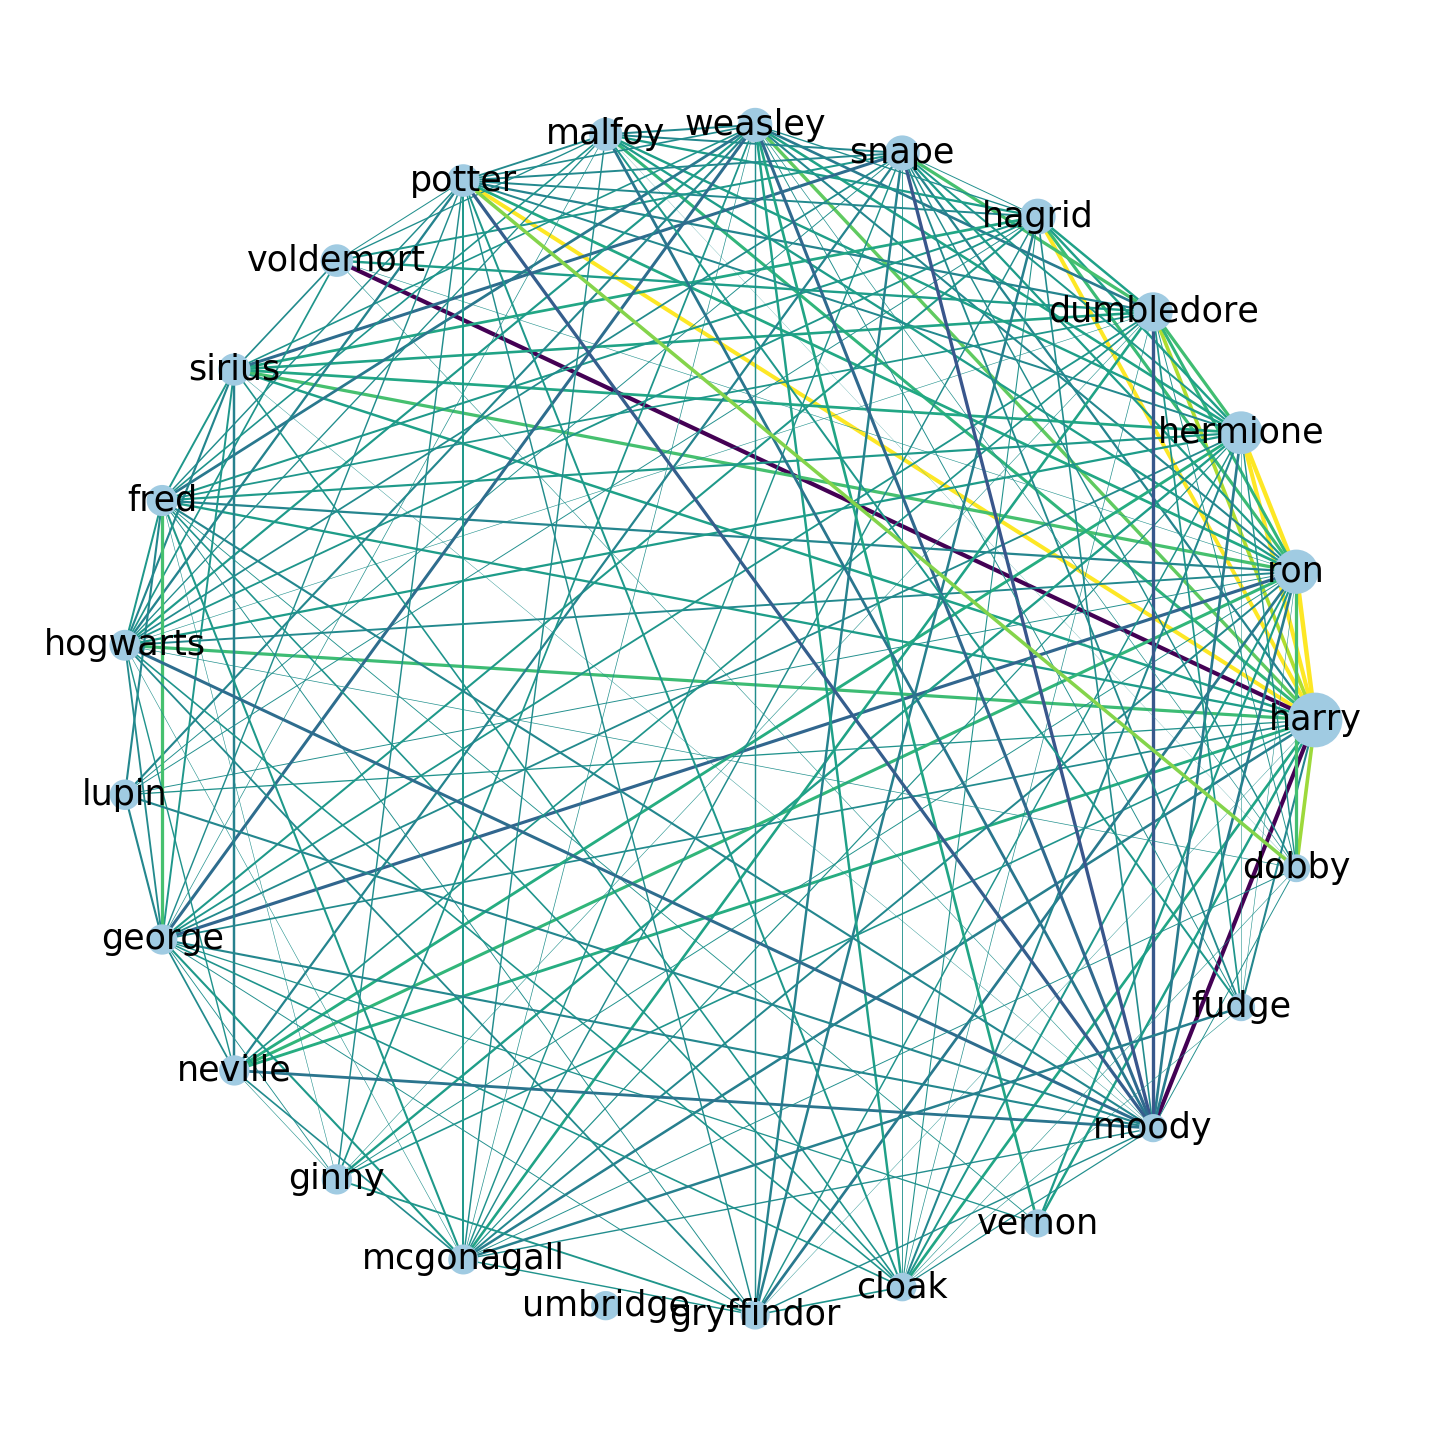 weasley
malfoy
snape
potter
hagrid
voldemort
dumbledore
sirius
hermione
fred
ron
hogwarts
harry
lupin
dobby
george
fudge
neville
moody
ginny
vernon
mcgonagall
cloak
umbridge
gryffindor